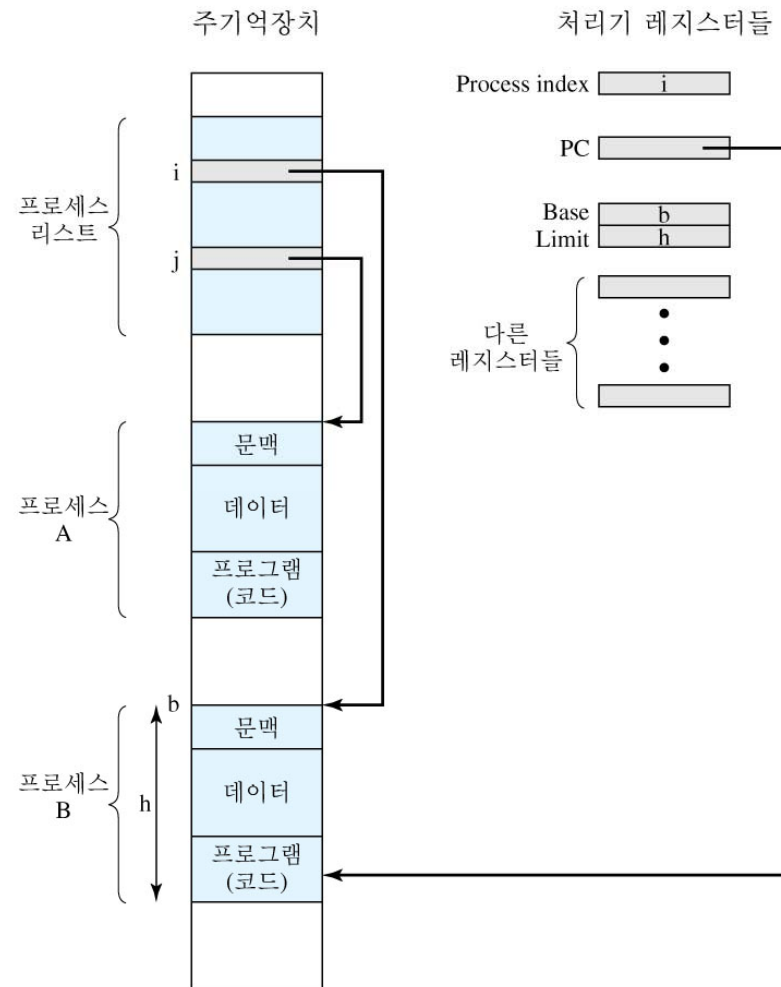 주기억장치
처리기 레지스터들
Process index
i
PC
Base
b
Limit
h
다른
레지스터들
프로세스
리스트
i
j
프로세스
A
문맥
데이터
프로그램
(코드)
프로세스
B
b
h
문맥
데이터
프로그램
(코드)